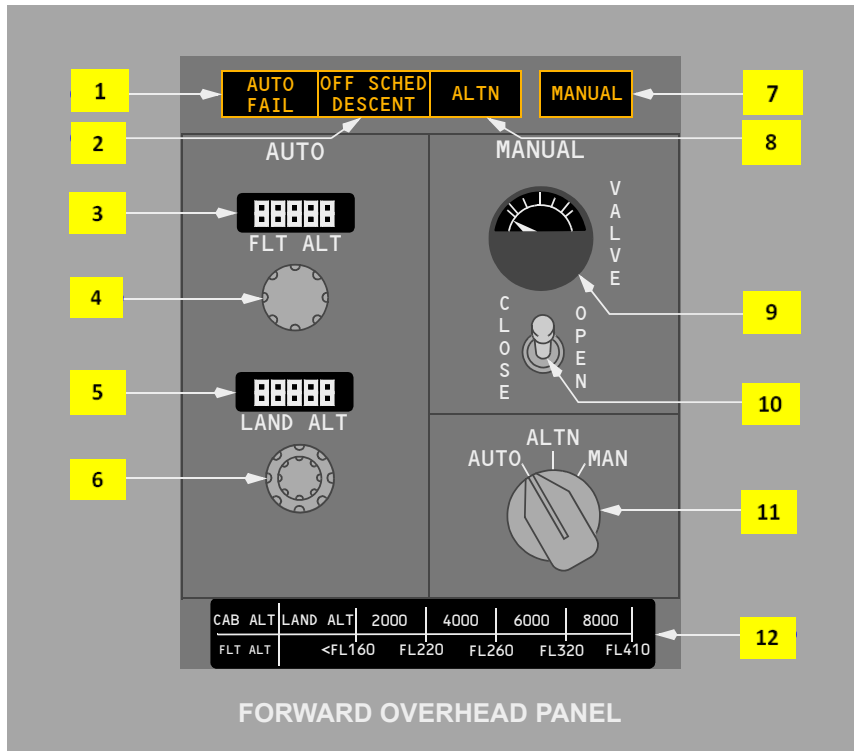 1
AUTO FAIL
OFF SCHED DESCENT
ALTN
MANUAL
7
2
8
AUTO
MANUAL
3
FLT ALT
VALVE
4
CLOSE
OPEN
9
5
LAND ALT
10
ALTN
AUTO
MAN
6
11
CAB ALT LAND ALT 2000 4000 6000 8000
FLT ALT <FL160 FL220 FL260 FL320 FL410
12
FORWARD OVERHEAD PANEL